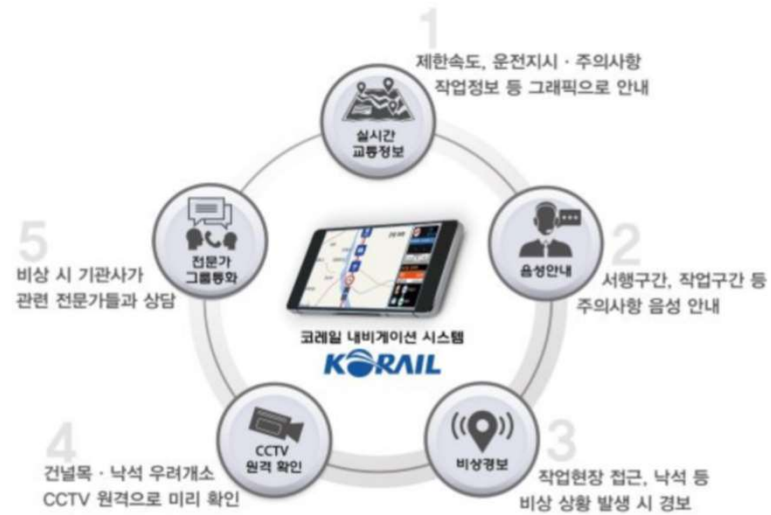 1
제한속도, 운전지시 · 주의사항
작업정보 등 그래픽으로 안내
실시간
교통정보
2
음성안내
서행구간, 작업구간 등
주의사항 음성 안내
3
비상경보
작업현장 접근, 낙석 등
비상 상황 발생 시 경보
4
CCTV
원격 확인
건널목 · 낙석 우려개소
CCTV 원격으로 미리 확인
5
전문가
그룹통화
비상 시 기관사가
관련 전문가들과 상담
코레일 내비게이션 시스템
KORAIL